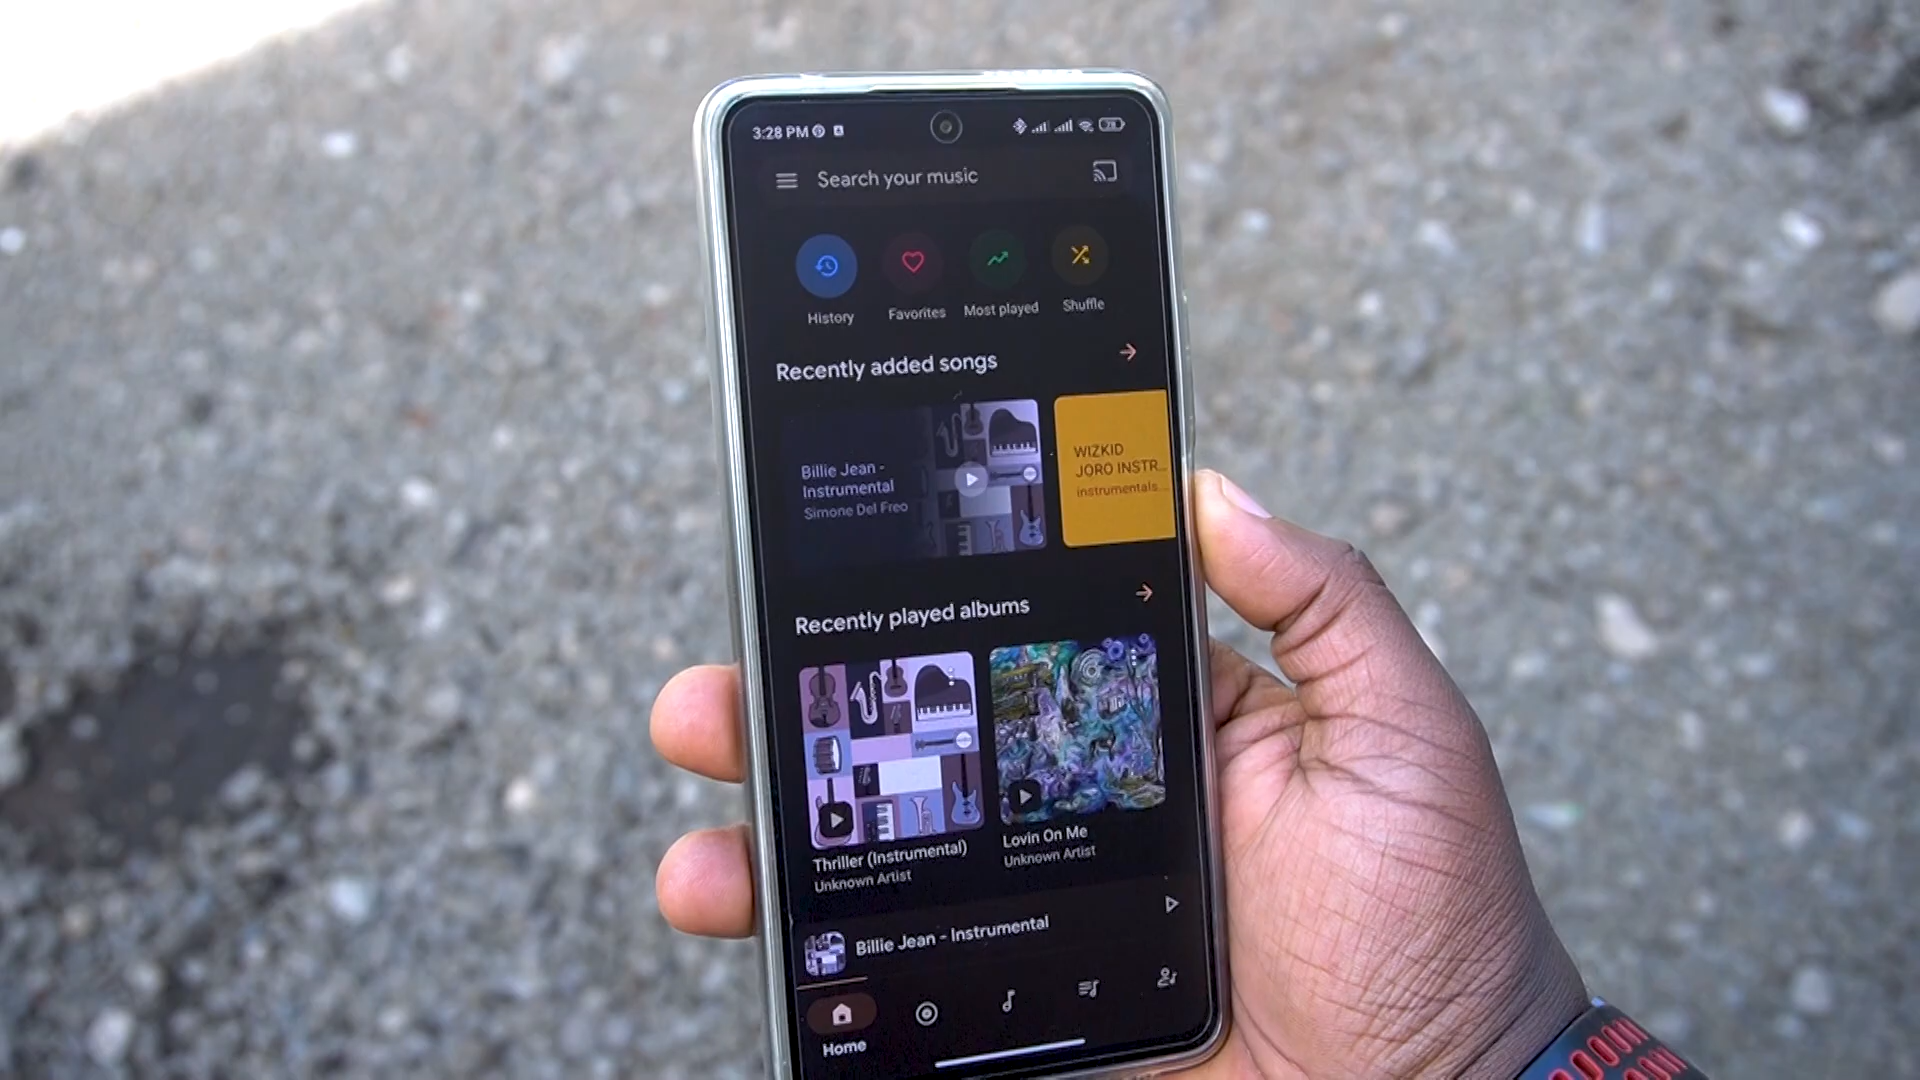 3:28 PM
78
Search your music
History
Favorites
Most played
Shuffle
Recently added songs
Billie Jean -
Instrumental
Simone Del Freo
WIZKID
JORO INSTR...
instrumentals...
Recently played albums
Thriller (Instrumental)
Unknown Artist
Lovin On Me
Unknown Artist
Billie Jean - Instrumental
Home